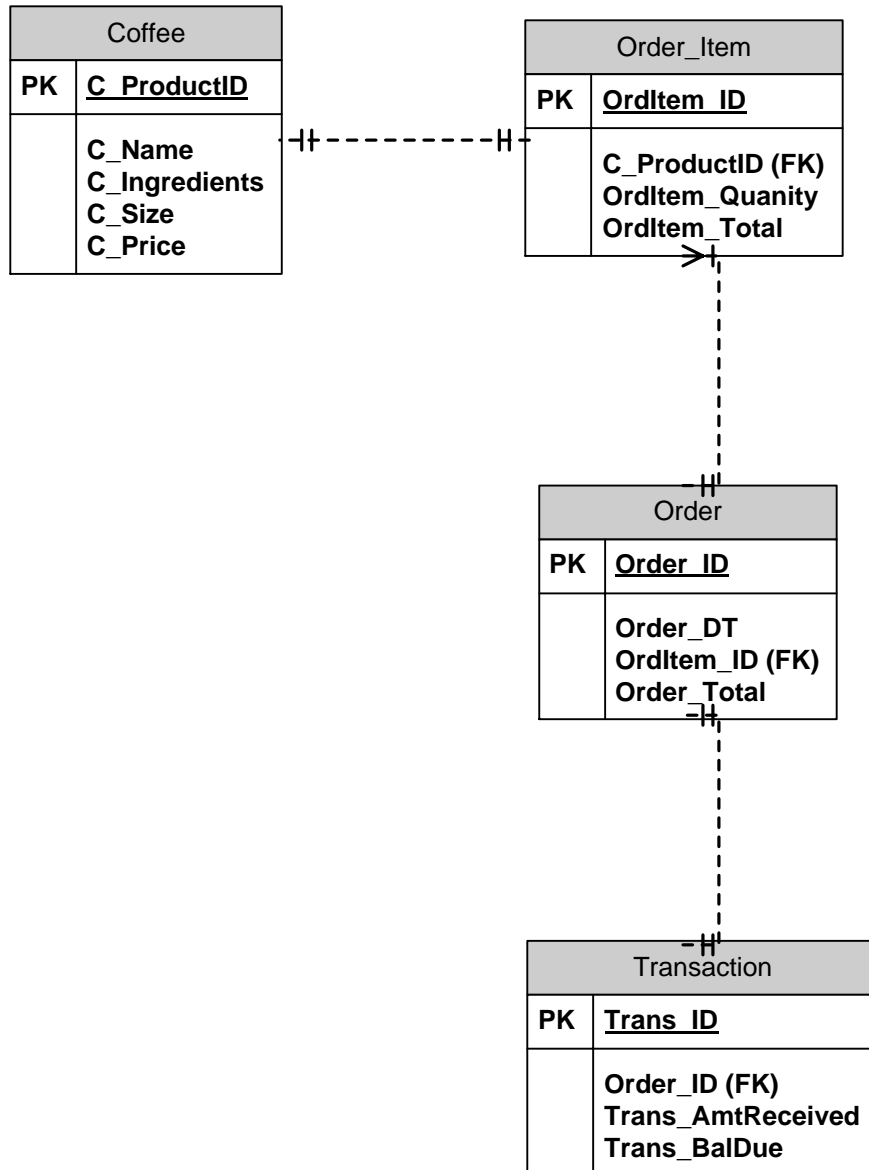 Coffee
PK C_ProductID
C_Name
C_Ingredients
C_Size
C_Price
Order_Item
PK OrdItem_ID
C_ProductID (FK)
OrdItem_Quanity
OrdItem_Total
Order
PK Order_ID
Order_DT
OrdItem_ID (FK)
Order_Total
Transaction
PK Trans_ID
Order_ID (FK)
Trans_AmtReceived
Trans_BalDue